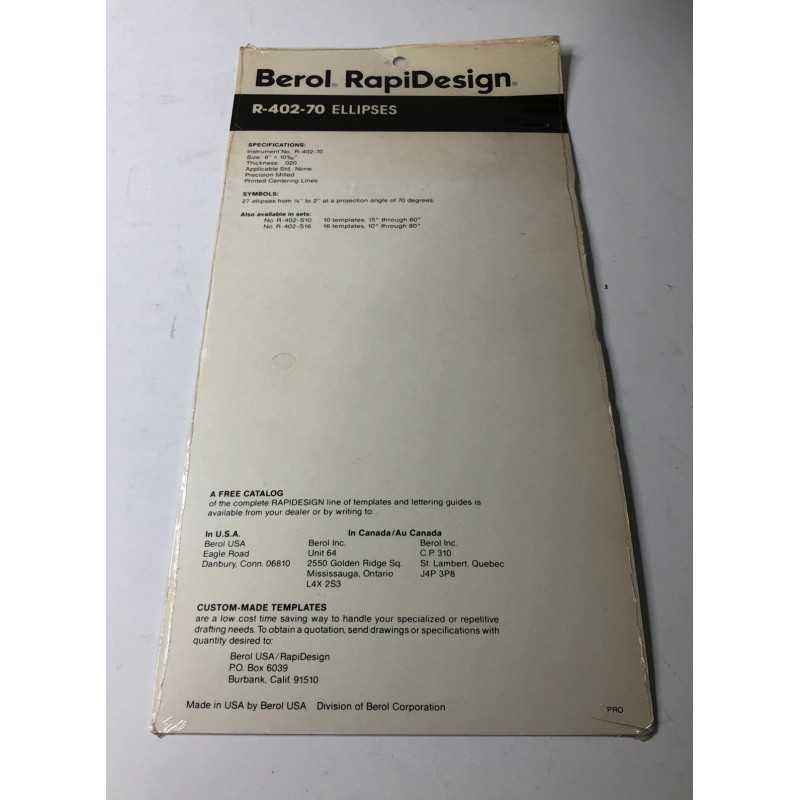 Berol® RapiDesign®
R-402-70 ELLIPSES
SPECIFICATIONS:
Instrument No. R-402-70
Size: 6" ×
Thickness: .020
Applicable Std: None
Precision Milled
Printed Centering Lines
SYMBOLS:
27 ellipses from ⅛" to 2" at a projection angle of 70 degrees.
Also available in sets:
No. R-402-S10 10 templates, 15° through 60°
No. R-402-S16 16 templates, 10° through 80°
A FREE CATALOG
of the complete RAPIDESIGN line of templates and lettering guides is
available from your dealer or by writing to:
In U.S.A.
Berol USA
Eagle Road
Danbury, Conn. 06810
In Canada/Au Canada
Berol Inc.
Unit 64
2550 Golden Ridge Sq.
Mississauga, Ontario
L4X 2S3
Berol Inc.
C.P. 310
St. Lambert, Quebec
J4P 3P8
CUSTOM-MADE TEMPLATES
are a low cost time saving way to handle your specialized or repetitive
drafting needs. To obtain a quotation, send drawings or specifications with
quantity desired to:
Berol USA/RapiDesign
P.O. Box 6039
Burbank, Calif. 91510
Made in USA by Berol USA Division of Berol Corporation
PRO